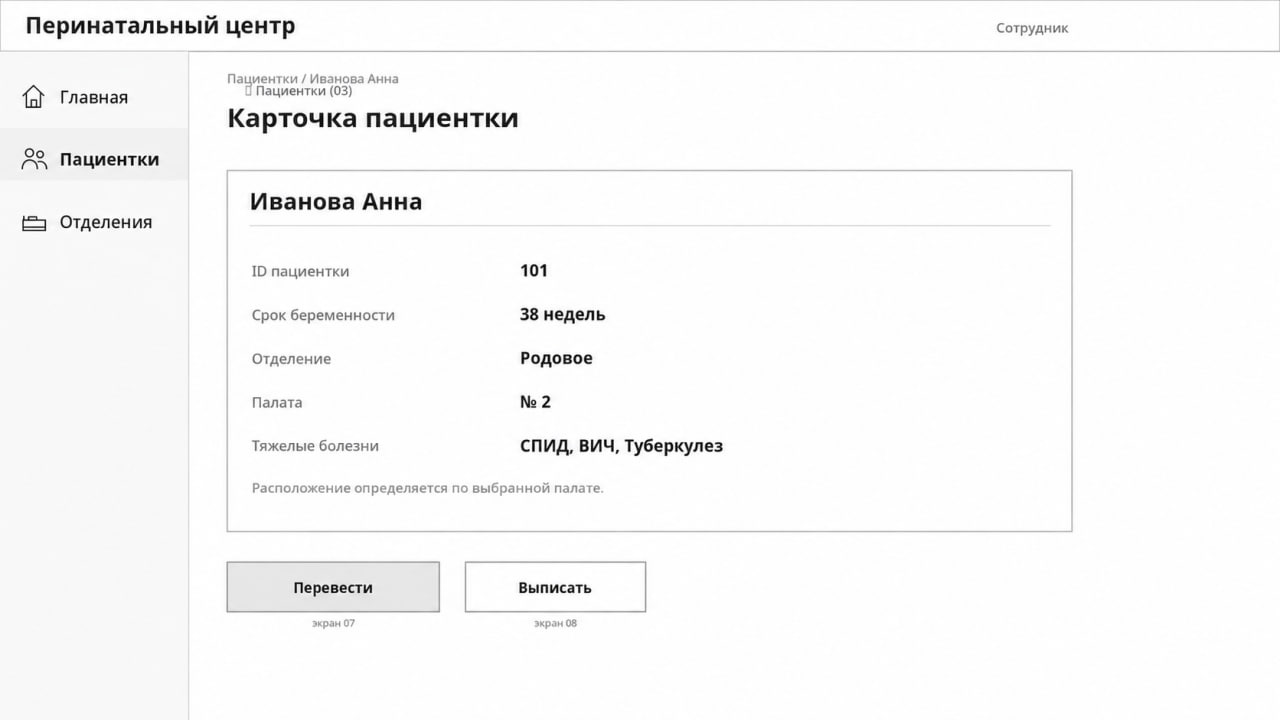 Перинатальный центр
Сотрудник
Главная
Пациентки
Отделения
Пациентки / Иванова Анна
Пациентки (03)
Карточка пациентки
Иванова Анна
ID пациентки 101
Срок беременности 38 недель
Отделение Родовое
Палата № 2
Тяжелые болезни СПИД, ВИЧ, Туберкулез
Расположение определяется по выбранной палате.
Перевести
Выписать
экран 07
экран 08